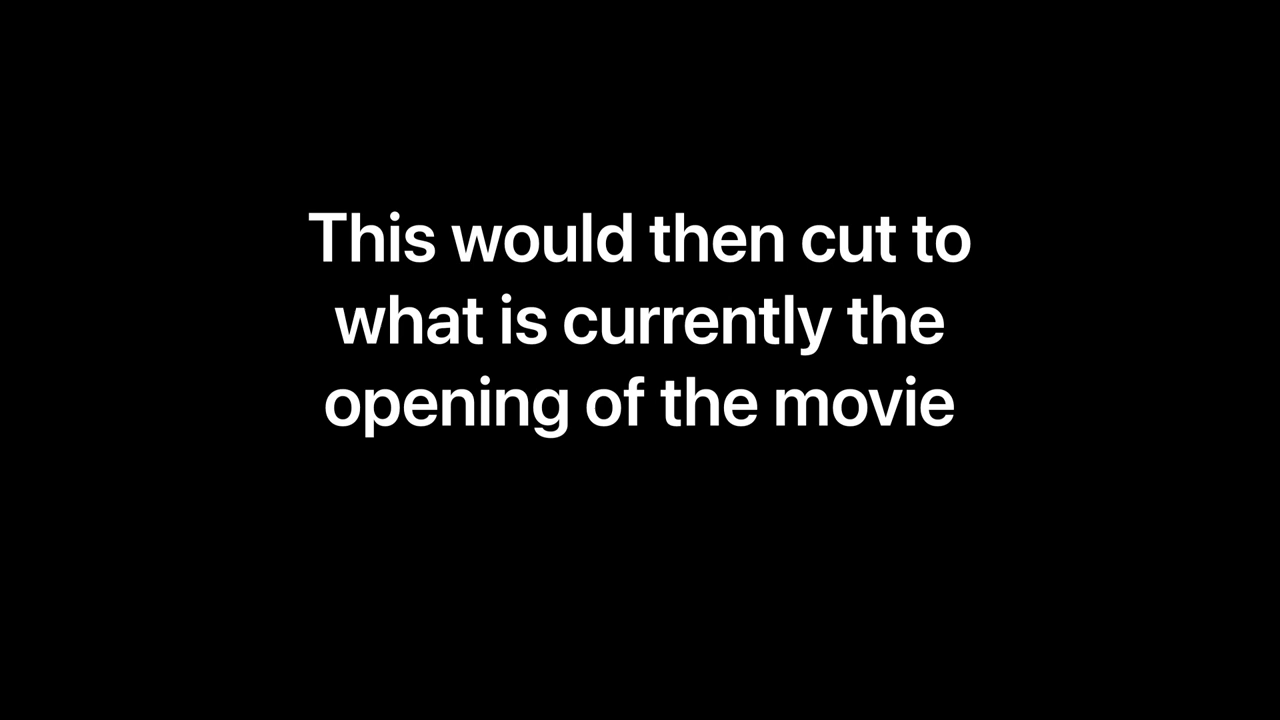 This would then cut to
what is currently the
opening of the movie